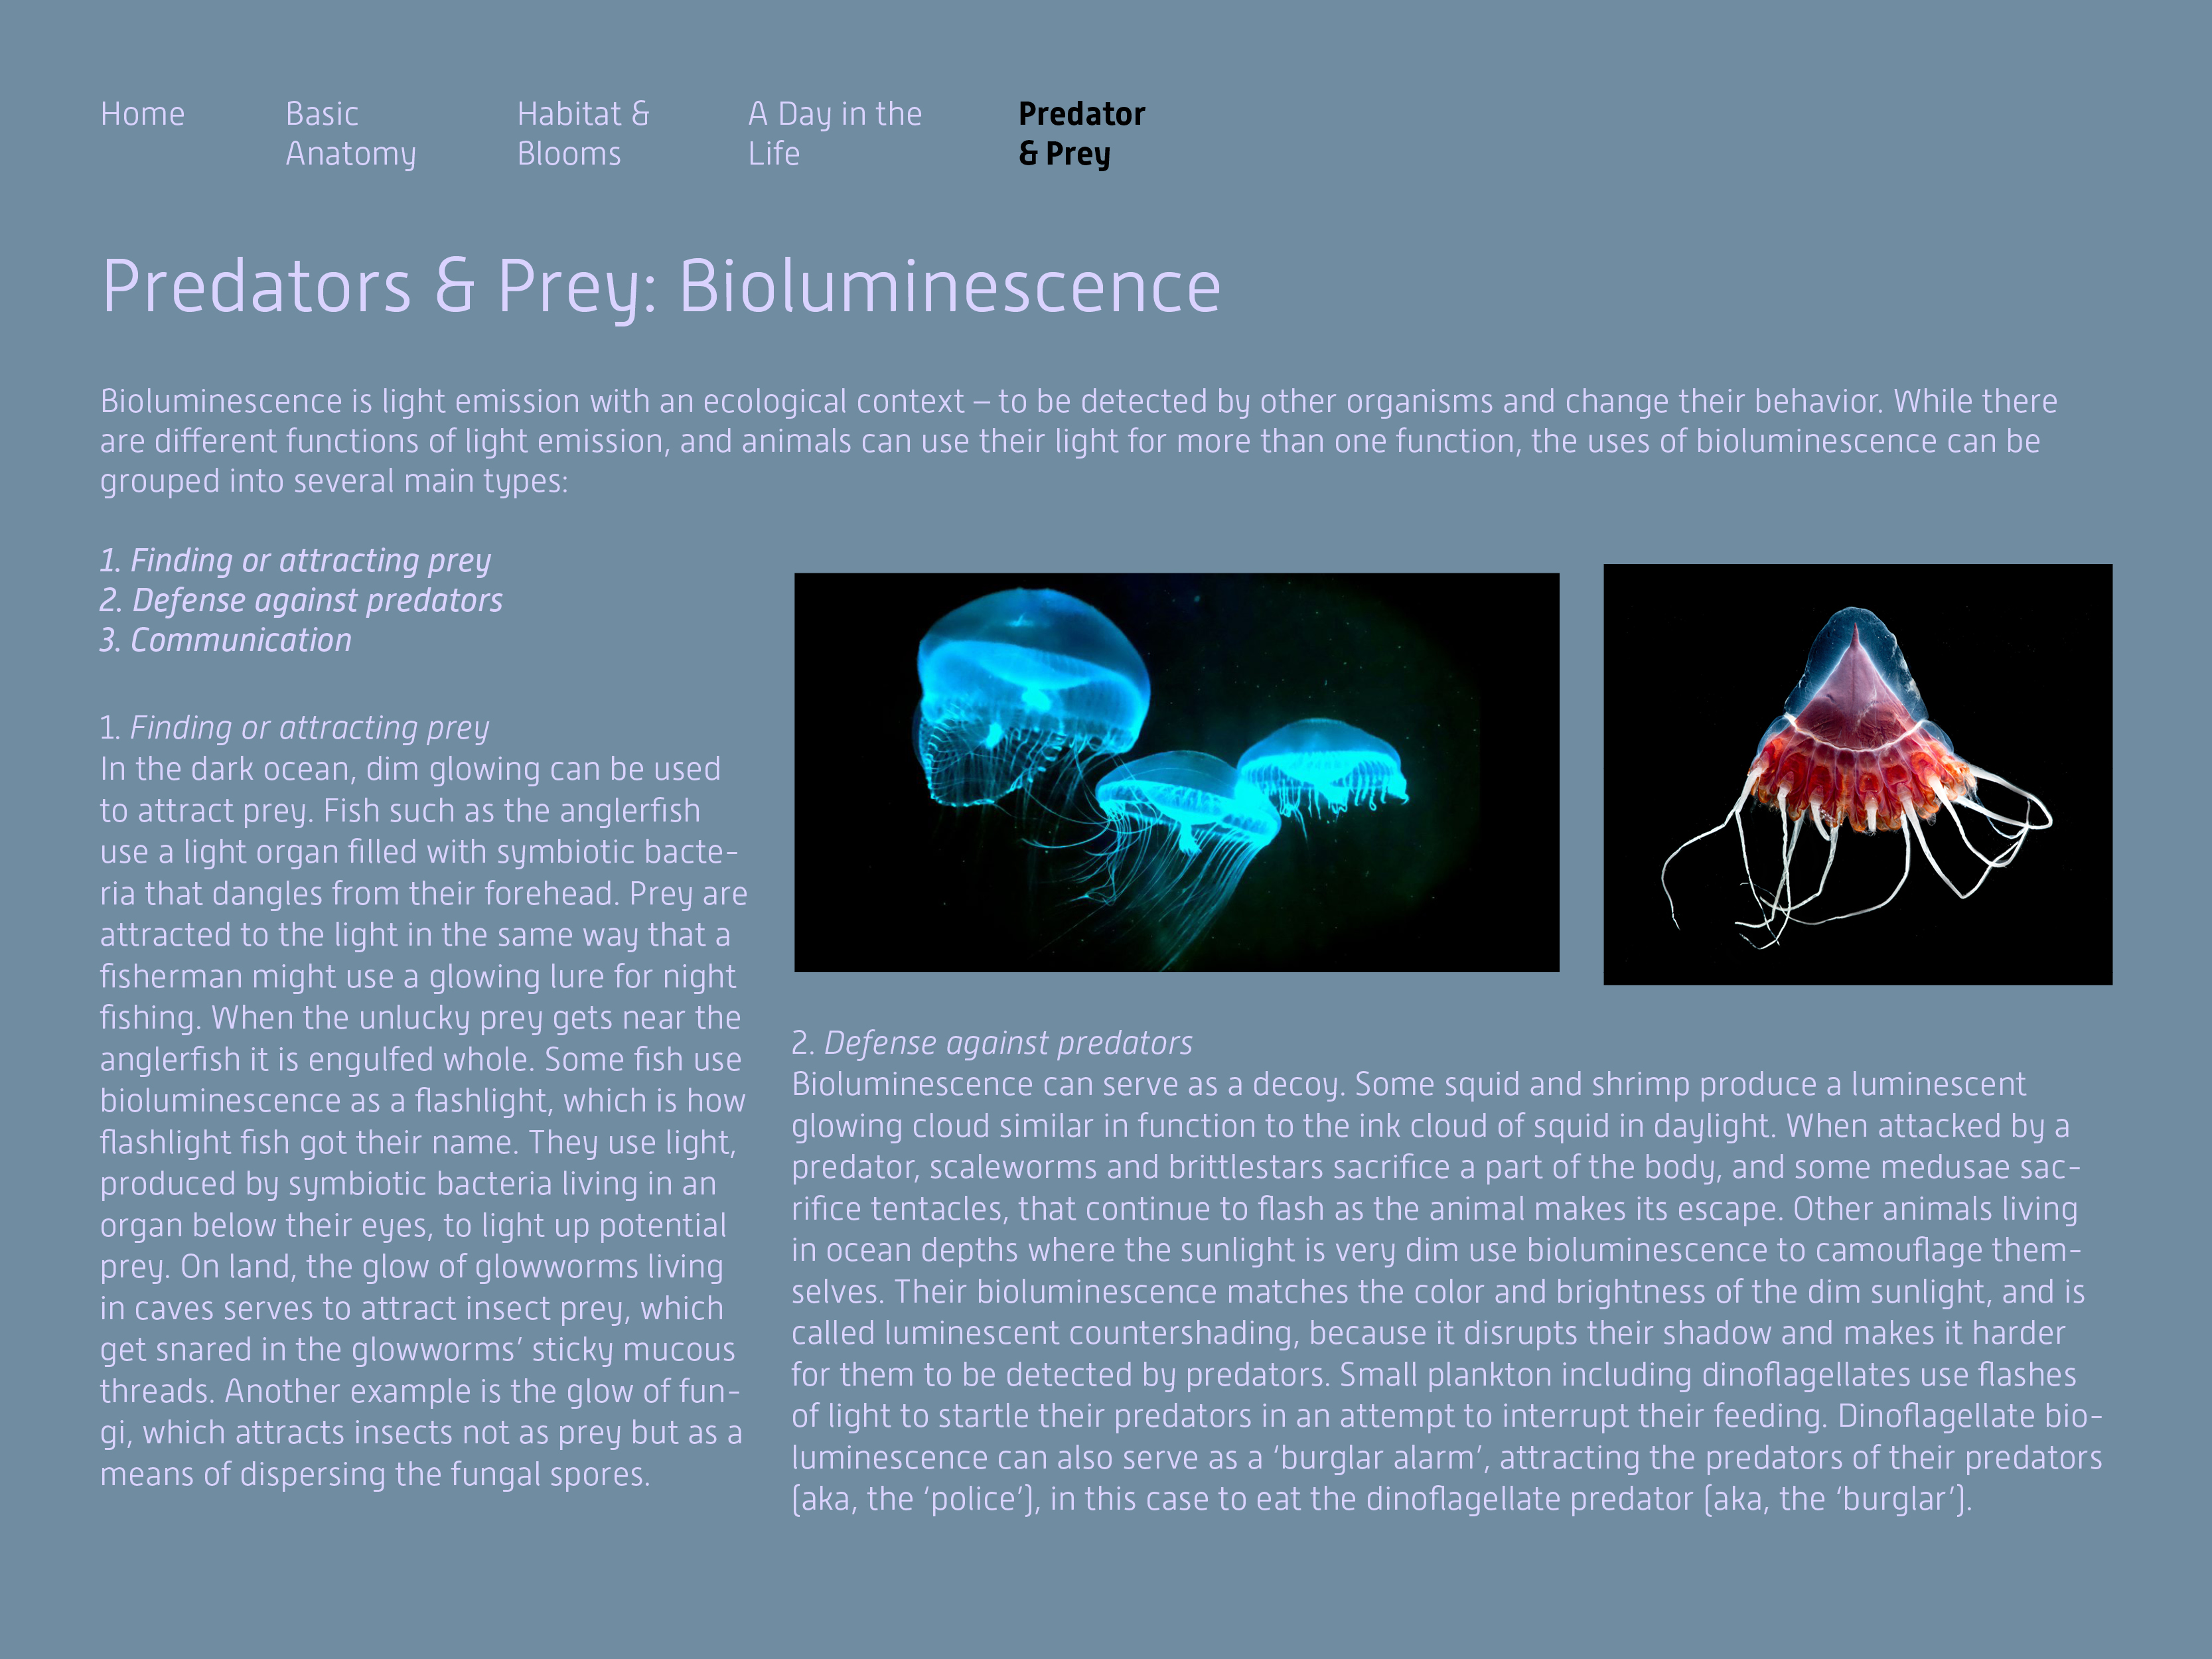 Home
Basic
Anatomy
Habitat &
Blooms
A Day in the
Life
Predator
& Prey
Predators & Prey: Bioluminescence
Bioluminescence is light emission with an ecological context – to be detected by other organisms and change their behavior. While there
are different functions of light emission, and animals can use their light for more than one function, the uses of bioluminescence can be
grouped into several main types:
1. Finding or attracting prey
2. Defense against predators
3. Communication
1. Finding or attracting prey
In the dark ocean, dim glowing can be used
to attract prey. Fish such as the anglerfish
use a light organ filled with symbiotic bacte-
ria that dangles from their forehead. Prey are
attracted to the light in the same way that a
fisherman might use a glowing lure for night
fishing. When the unlucky prey gets near the
anglerfish it is engulfed whole. Some fish use
bioluminescence as a flashlight, which is how
flashlight fish got their name. They use light,
produced by symbiotic bacteria living in an
organ below their eyes, to light up potential
prey. On land, the glow of glowworms living
in caves serves to attract insect prey, which
get snared in the glowworms’ sticky mucous
threads. Another example is the glow of fun-
gi, which attracts insects not as prey but as a
means of dispersing the fungal spores.
2. Defense against predators
Bioluminescence can serve as a decoy. Some squid and shrimp produce a luminescent
glowing cloud similar in function to the ink cloud of squid in daylight. When attacked by a
predator, scaleworms and brittlestars sacrifice a part of the body, and some medusae sac-
rifice tentacles, that continue to flash as the animal makes its escape. Other animals living
in ocean depths where the sunlight is very dim use bioluminescence to camouflage them-
selves. Their bioluminescence matches the color and brightness of the dim sunlight, and is
called luminescent countershading, because it disrupts their shadow and makes it harder
for them to be detected by predators. Small plankton including dinoflagellates use flashes
of light to startle their predators in an attempt to interrupt their feeding. Dinoflagellate bio-
luminescence can also serve as a ‘burglar alarm’, attracting the predators of their predators
(aka, the ‘police’), in this case to eat the dinoflagellate predator (aka, the ‘burglar’).